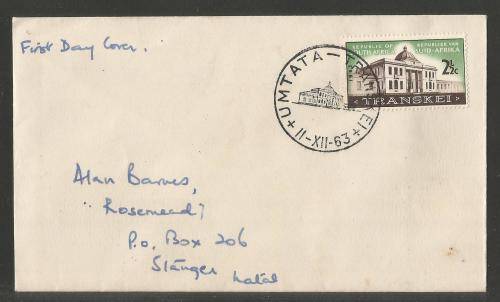 First Day Cover.
REPUBLIC OF SOUTH AFRICA REPUBLIEK VAN SUID-AFRIKA
2½c
TRANSKEI
UMTATA — TRANSKEI
11-XII-63
Alan Barnes,
"Rosemead"
P.O. Box 206
Stanger Natal